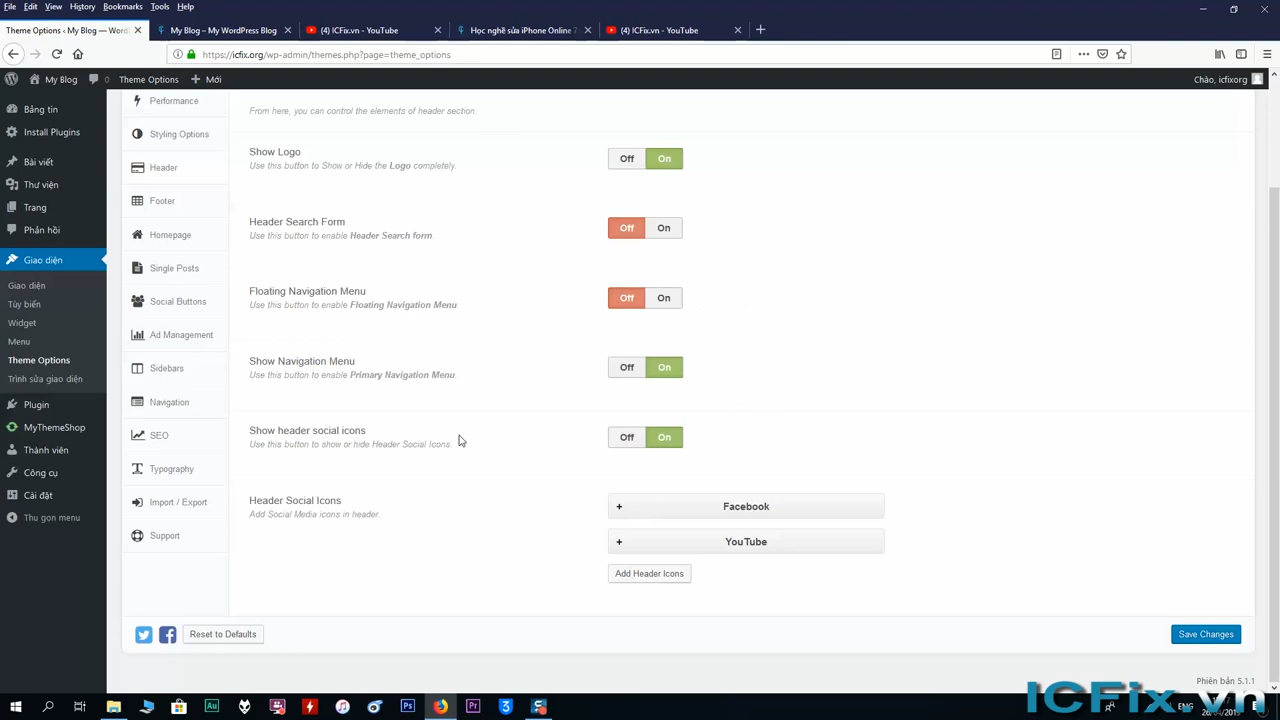 File Edit View History Bookmarks Tools Help
Theme Options ‹ My Blog — Word
My Blog – My WordPress Blog
(4) ICFix.vn - YouTube
Học nghề sửa iPhone Online 7
(4) ICFix.vn - YouTube
https://icfix.org/wp-admin/themes.php?page=theme_options
My Blog 0 Theme Options + Mới
Chào, icfixorg
Bảng tin
Install Plugins
Bài viết
Thư viện
Trang
Phản hồi
Giao diện
Giao diện
Tùy biến
Widget
Menu
Theme Options
Trình sửa giao diện
Plugin
MyThemeShop
Thành viên
Công cụ
Cài đặt
Thu gọn menu
Performance
Styling Options
Header
Footer
Homepage
Single Posts
Social Buttons
Ad Management
Sidebars
Navigation
SEO
Typography
Import / Export
Support
From here, you can control the elements of header section.
Show Logo
Use this button to Show or Hide the Logo completely.
Off On
Header Search Form
Use this button to enable Header Search form.
Off On
Floating Navigation Menu
Use this button to enable Floating Navigation Menu.
Off On
Show Navigation Menu
Use this button to enable Primary Navigation Menu.
Off On
Show header social icons
Use this button to show or hide Header Social Icons.
Off On
Header Social Icons
Add Social Media icons in header.
+ Facebook
+ YouTube
Add Header Icons
Reset to Defaults
Save Changes
Phiên bản 5.1.1
ICFix.vn
ENG